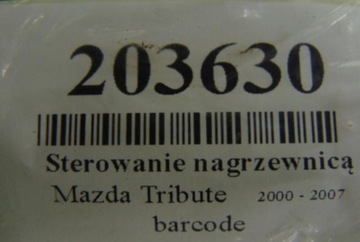 203630
Sterowanie nagrzewnicą
Mazda Tribute 2000 - 2007
barcode